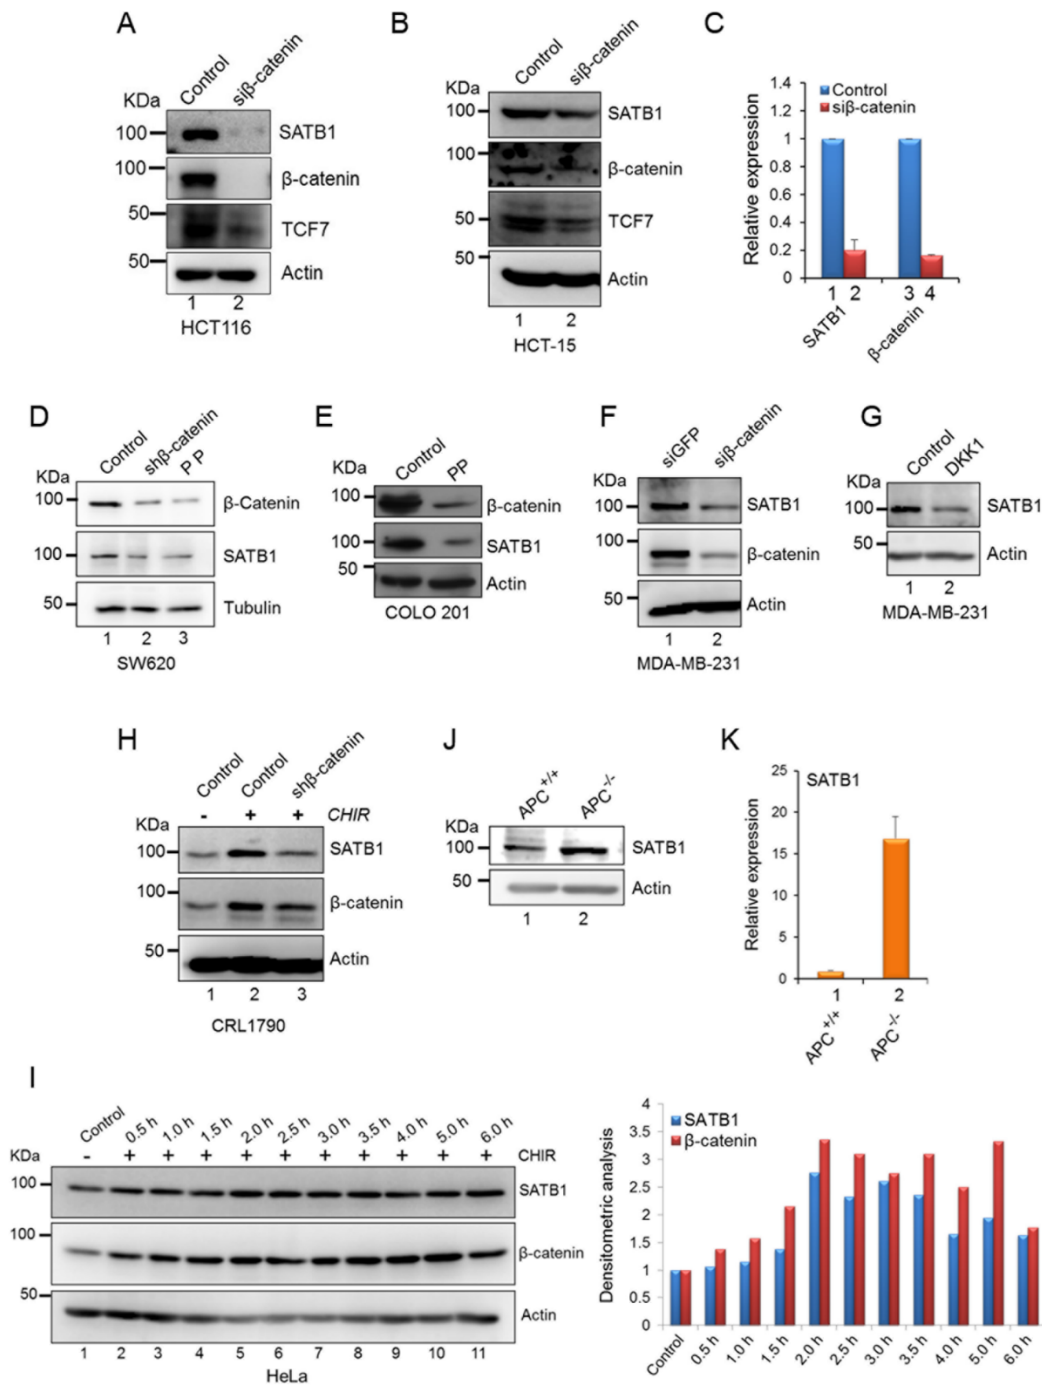 A
Control
siβ-catenin
KDa
100
SATB1
100
β-catenin
50
TCF7
50
Actin
1 2
HCT116
B
Control
siβ-catenin
KDa
100
SATB1
100
β-catenin
50
TCF7
50
Actin
1 2
HCT-15
C
Control
siβ-catenin
Relative expression
1.4
1.2
1
0.8
0.6
0.4
0.2
0
1 2 3 4
SATB1
β-catenin
D
Control
shβ-catenin
P P
KDa
100
β-Catenin
100
SATB1
50
Tubulin
1 2 3
SW620
E
Control
PP
KDa
100
β-catenin
100
SATB1
50
Actin
COLO 201
F
siGFP
siβ-catenin
KDa
100
SATB1
100
β-catenin
50
Actin
1 2
MDA-MB-231
G
Control
DKK1
KDa
100
SATB1
50
Actin
1 2
MDA-MB-231
H
Control
Control
shβ-catenin
- + + CHIR
KDa
100
SATB1
100
β-catenin
50
Actin
1 2 3
CRL1790
J
APC+/+
APC-/-
KDa
100
SATB1
50
Actin
1 2
K
SATB1
Relative expression
25
20
15
10
5
0
1 2
APC+/+
APC-/-
I
Control 0.5 h 1.0 h 1.5 h 2.0 h 2.5 h 3.0 h 3.5 h 4.0 h 5.0 h 6.0 h
KDa - + + + + + + + + + + CHIR
100
SATB1
100
β-catenin
50
Actin
1 2 3 4 5 6 7 8 9 10 11
HeLa
SATB1
β-catenin
Densitometric analysis
4
3.5
3
2.5
2
1.5
1
0.5
0
Control 0.5 h 1.0 h 1.5 h 2.0 h 2.5 h 3.0 h 3.5 h 4.0 h 5.0 h 6.0 h